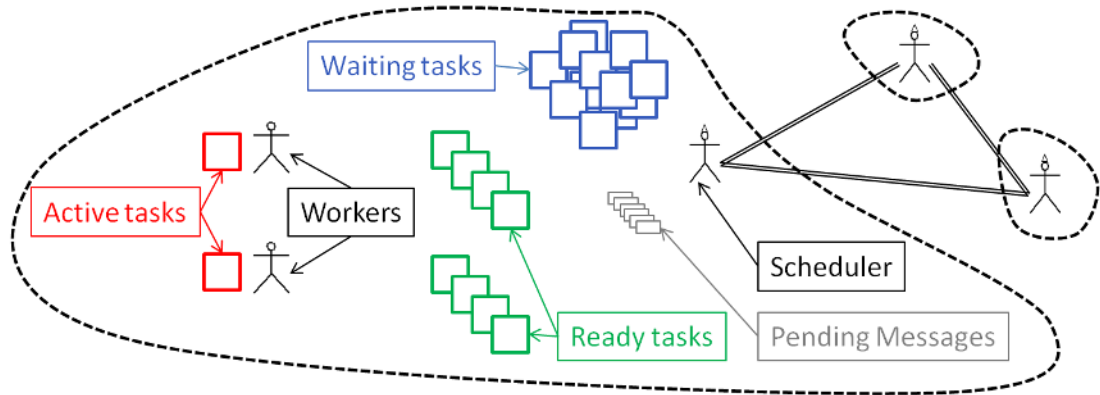 Waiting tasks
Active tasks
Workers
Scheduler
Ready tasks
Pending Messages